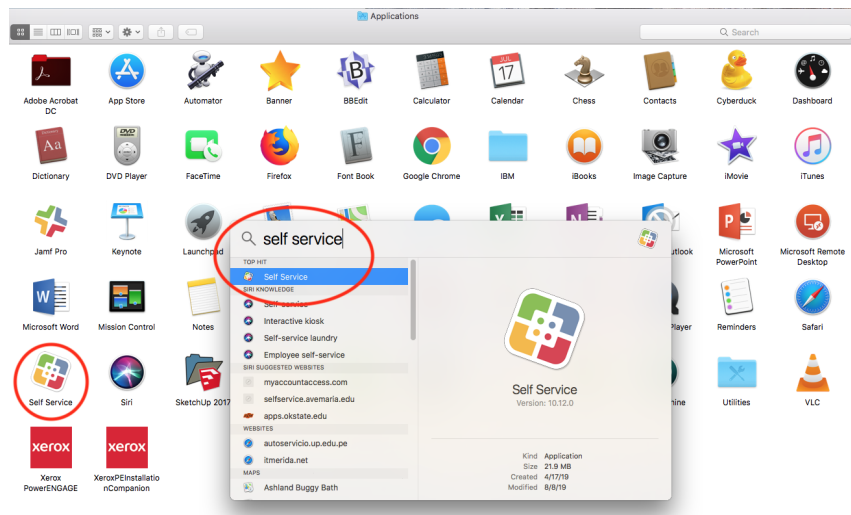 Applications
Search
Adobe Acrobat
DC
App Store
Automator
Banner
BBEdit
Calculator
JUL
17
Calendar
Chess
Contacts
Cyberduck
Dashboard
Aa
Dictionary
DVD
DVD Player
FaceTime
Firefox
F
Font Book
Google Chrome
IBM
iBooks
Image Capture
iMovie
iTunes
Jamf Pro
Keynote
Launchpad
self service
TOP HIT
Self Service
SIRI KNOWLEDGE
Self-service
Interactive kiosk
Self-service laundry
Employee self-service
SIRI SUGGESTED WEBSITES
myaccountaccess.com
selfservice.avemaria.edu
apps.okstate.edu
WEBSITES
autoservicio.up.edu.pe
itmerida.net
MAPS
Ashland Buggy Bath
Self Service
Version: 10.12.0
Kind Application
Size 21.9 MB
Created 4/17/19
Modified 8/8/19
utlook
Microsoft
PowerPoint
Microsoft Remote
Desktop
W
Microsoft Word
Mission Control
Notes
Player
Reminders
Safari
Self Service
Siri
SketchUp 2017
hine
Utilities
VLC
xerox
Xerox
PowerENGAGE
xerox
XeroxPEInstallatio
nCompanion